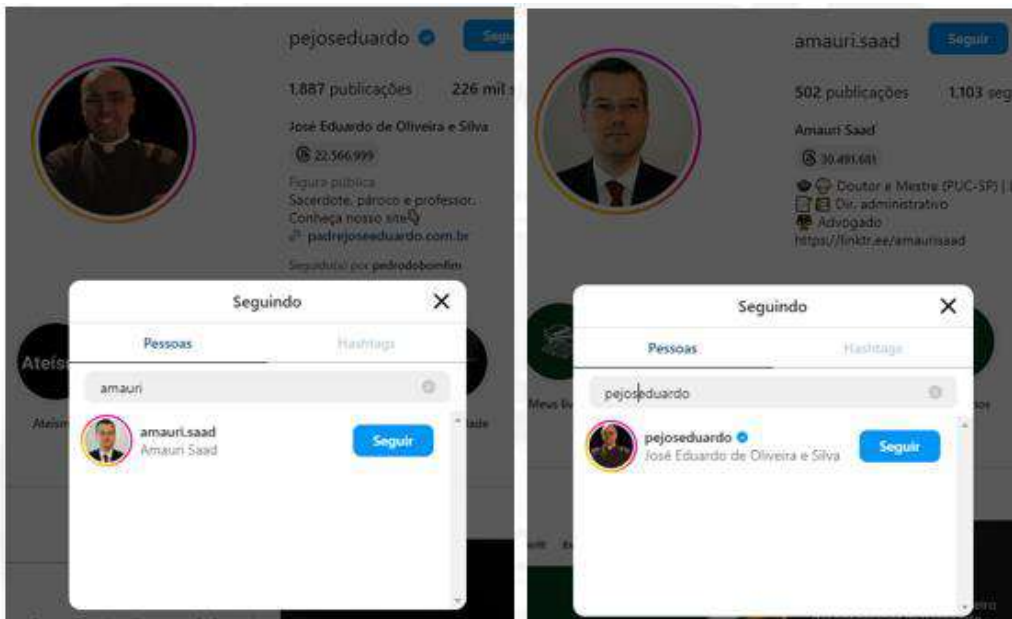 pejoseduardo
Seguir
1.887 publicações 226 mil
José Eduardo de Oliveira e Silva
22.566.999
Figura pública
Sacerdote, pároco e professor.
Conheça nosso site
padrejoseeduardo.com.br
Seguido(a) por pedrodobomfim
Seguindo
Pessoas Hashtags
amauri
amauri.saad
Amauri Saad
Seguir
amauri.saad
Seguir
502 publicações 1.103 seg
Amauri Saad
30.491.681
Doutor e Mestre (PUC-SP) |
Dir. administrativo
Advogado
https://linktr.ee/amaurisaad
Meus liv
Seguindo
Pessoas Hashtags
pejoseduardo
pejoseduardo
José Eduardo de Oliveira e Silva
Seguir